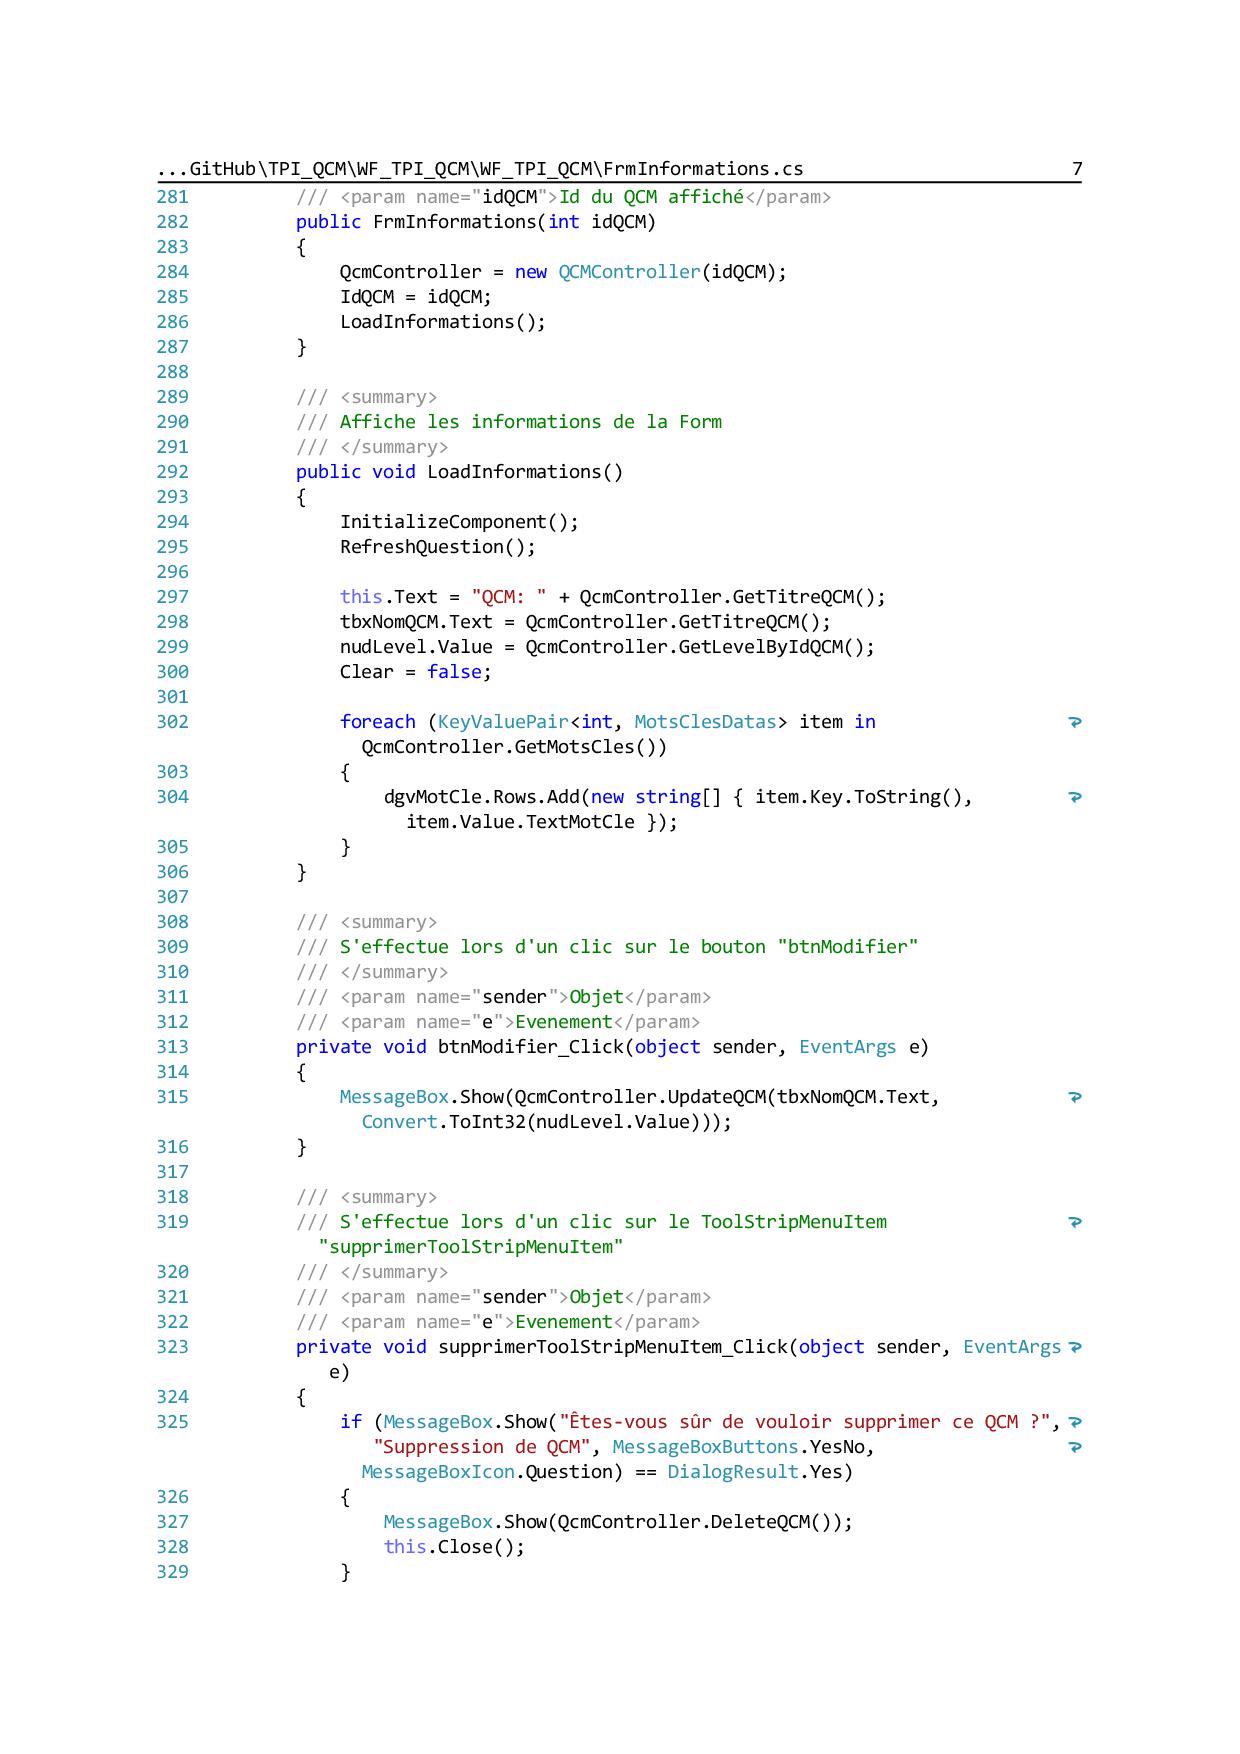 ...GitHub\TPI_QCM\WF_TPI_QCM\WF_TPI_QCM\FrmInformations.cs 7
281 /// <param name="idQCM">Id du QCM affiché</param>
282 public FrmInformations(int idQCM)
283 {
284 QcmController = new QCMController(idQCM);
285 IdQCM = idQCM;
286 LoadInformations();
287 }
288
289 /// <summary>
290 /// Affiche les informations de la Form
291 /// </summary>
292 public void LoadInformations()
293 {
294 InitializeComponent();
295 RefreshQuestion();
296
297 this.Text = "QCM: " + QcmController.GetTitreQCM();
298 tbxNomQCM.Text = QcmController.GetTitreQCM();
299 nudLevel.Value = QcmController.GetLevelByIdQCM();
300 Clear = false;
301
302 foreach (KeyValuePair<int, MotsClesDatas> item in
QcmController.GetMotsCles())
303 {
304 dgvMotCle.Rows.Add(new string[] { item.Key.ToString(),
item.Value.TextMotCle });
305 }
306 }
307
308 /// <summary>
309 /// S'effectue lors d'un clic sur le bouton "btnModifier"
310 /// </summary>
311 /// <param name="sender">Objet</param>
312 /// <param name="e">Evenement</param>
313 private void btnModifier_Click(object sender, EventArgs e)
314 {
315 MessageBox.Show(QcmController.UpdateQCM(tbxNomQCM.Text,
Convert.ToInt32(nudLevel.Value)));
316 }
317
318 /// <summary>
319 /// S'effectue lors d'un clic sur le ToolStripMenuItem
"supprimerToolStripMenuItem"
320 /// </summary>
321 /// <param name="sender">Objet</param>
322 /// <param name="e">Evenement</param>
323 private void supprimerToolStripMenuItem_Click(object sender, EventArgs
e)
324 {
325 if (MessageBox.Show("Êtes-vous sûr de vouloir supprimer ce QCM ?",
"Suppression de QCM", MessageBoxButtons.YesNo,
MessageBoxIcon.Question) == DialogResult.Yes)
326 {
327 MessageBox.Show(QcmController.DeleteQCM());
328 this.Close();
329 }